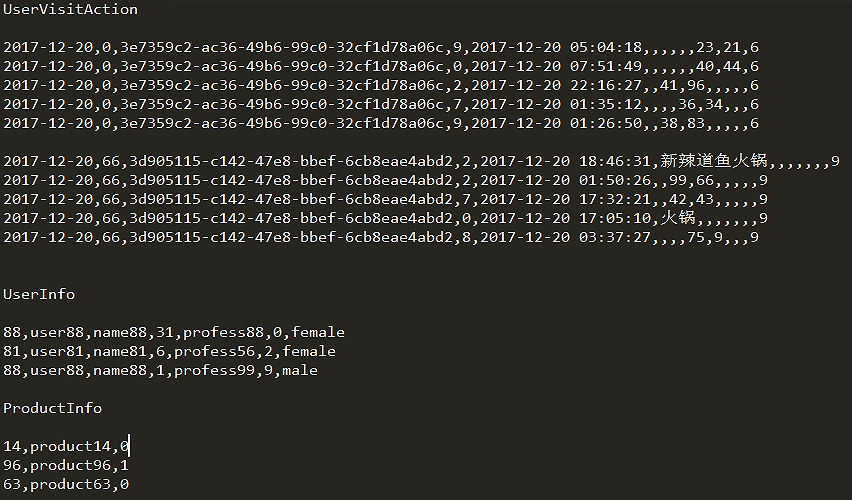 UserVisitAction
2017-12-20,0,3e7359c2-ac36-49b6-99c0-32cf1d78a06c,9,2017-12-20 05:04:18,,,,,,23,21,6
2017-12-20,0,3e7359c2-ac36-49b6-99c0-32cf1d78a06c,0,2017-12-20 07:51:49,,,,,,40,44,6
2017-12-20,0,3e7359c2-ac36-49b6-99c0-32cf1d78a06c,2,2017-12-20 22:16:27,,41,96,,,,,6
2017-12-20,0,3e7359c2-ac36-49b6-99c0-32cf1d78a06c,7,2017-12-20 01:35:12,,,,36,34,,,6
2017-12-20,0,3e7359c2-ac36-49b6-99c0-32cf1d78a06c,9,2017-12-20 01:26:50,,38,83,,,,,6
2017-12-20,66,3d905115-c142-47e8-bbef-6cb8eae4abd2,2,2017-12-20 18:46:31,新辣道鱼火锅,,,,,,,9
2017-12-20,66,3d905115-c142-47e8-bbef-6cb8eae4abd2,2,2017-12-20 01:50:26,,99,66,,,,,9
2017-12-20,66,3d905115-c142-47e8-bbef-6cb8eae4abd2,7,2017-12-20 17:32:21,,42,43,,,,,9
2017-12-20,66,3d905115-c142-47e8-bbef-6cb8eae4abd2,0,2017-12-20 17:05:10,火锅,,,,,,,9
2017-12-20,66,3d905115-c142-47e8-bbef-6cb8eae4abd2,8,2017-12-20 03:37:27,,,,75,9,,,9
UserInfo
88,user88,name88,31,profess88,0,female
81,user81,name81,6,profess56,2,female
88,user88,name88,1,profess99,9,male
ProductInfo
14,product14,0
96,product96,1
63,product63,0